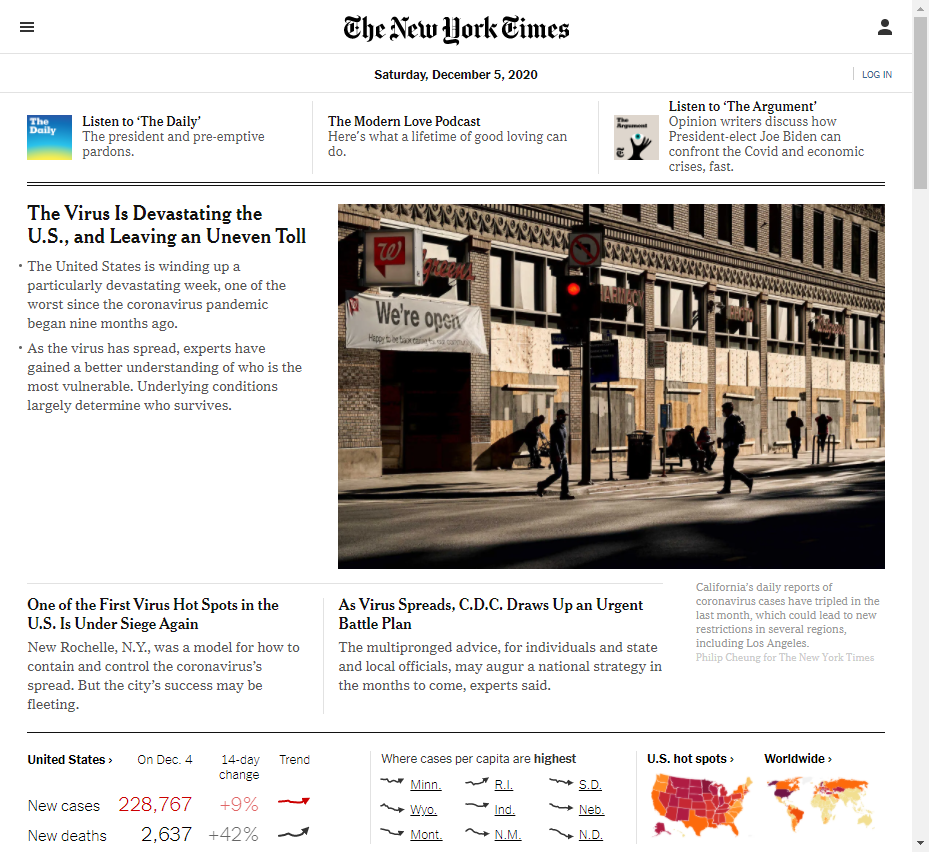 The New York Times
Saturday, December 5, 2020
LOG IN
The Daily
Listen to ‘The Daily’
The president and pre-emptive
pardons.
The Modern Love Podcast
Here’s what a lifetime of good loving can
do.
The Argument
Listen to ‘The Argument’
Opinion writers discuss how
President-elect Joe Biden can
confront the Covid and economic
crises, fast.
The Virus Is Devastating the
U.S., and Leaving an Uneven Toll
• The United States is winding up a
particularly devastating week, one of the
worst since the coronavirus pandemic
began nine months ago.
• As the virus has spread, experts have
gained a better understanding of who is the
most vulnerable. Underlying conditions
largely determine who survives.
We're open
One of the First Virus Hot Spots in the
U.S. Is Under Siege Again
New Rochelle, N.Y., was a model for how to
contain and control the coronavirus’s
spread. But the city’s success may be
fleeting.
As Virus Spreads, C.D.C. Draws Up an Urgent
Battle Plan
The multipronged advice, for individuals and state
and local officials, may augur a national strategy in
the months to come, experts said.
California’s daily reports of
coronavirus cases have tripled in the
last month, which could lead to new
restrictions in several regions,
including Los Angeles.
Philip Cheung for The New York Times
United States › On Dec. 4 14-day change Trend
New cases 228,767 +9%
New deaths 2,637 +42%
Where cases per capita are highest
Minn. R.I. S.D.
Wyo. Ind. Neb.
Mont. N.M. N.D.
U.S. hot spots › Worldwide ›